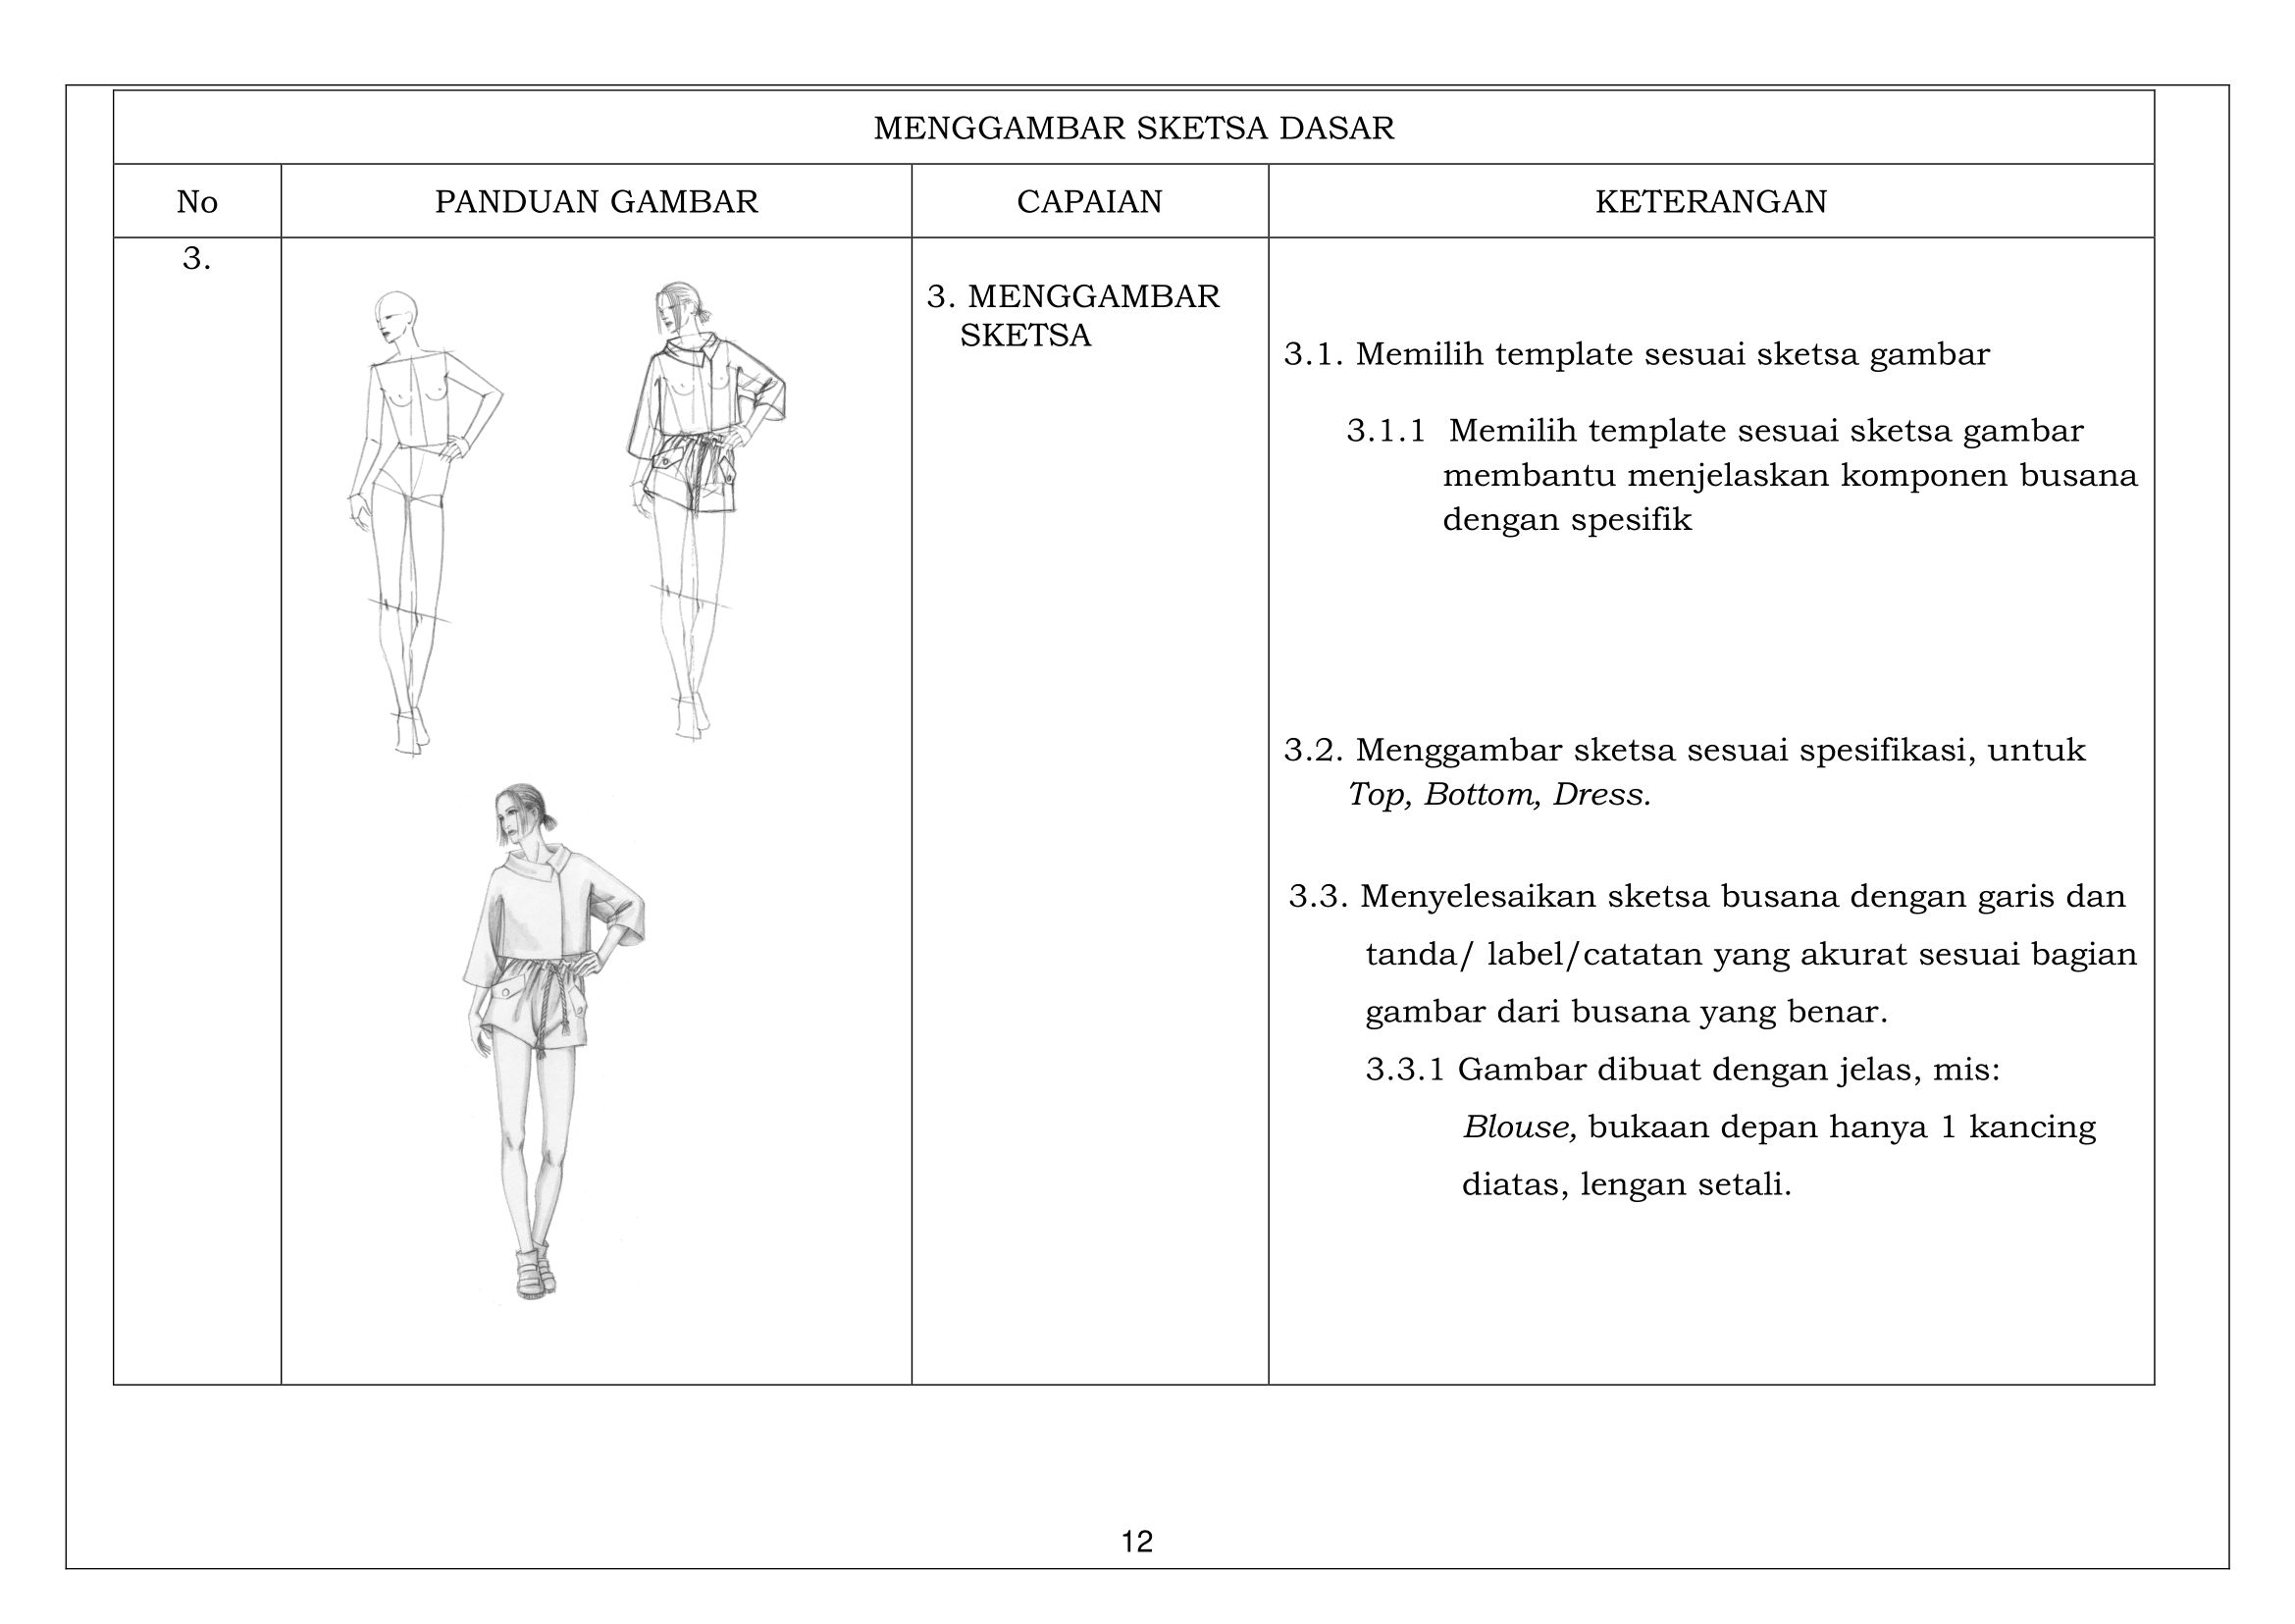 MENGGAMBAR SKETSA DASAR
No
PANDUAN GAMBAR
CAPAIAN
KETERANGAN
3.
3. MENGGAMBAR
SKETSA
3.1. Memilih template sesuai sketsa gambar
3.1.1 Memilih template sesuai sketsa gambar
membantu menjelaskan komponen busana
dengan spesifik
3.2. Menggambar sketsa sesuai spesifikasi, untuk
Top, Bottom, Dress.
3.3. Menyelesaikan sketsa busana dengan garis dan
tanda/ label/catatan yang akurat sesuai bagian
gambar dari busana yang benar.
3.3.1 Gambar dibuat dengan jelas, mis:
Blouse, bukaan depan hanya 1 kancing
diatas, lengan setali.
12